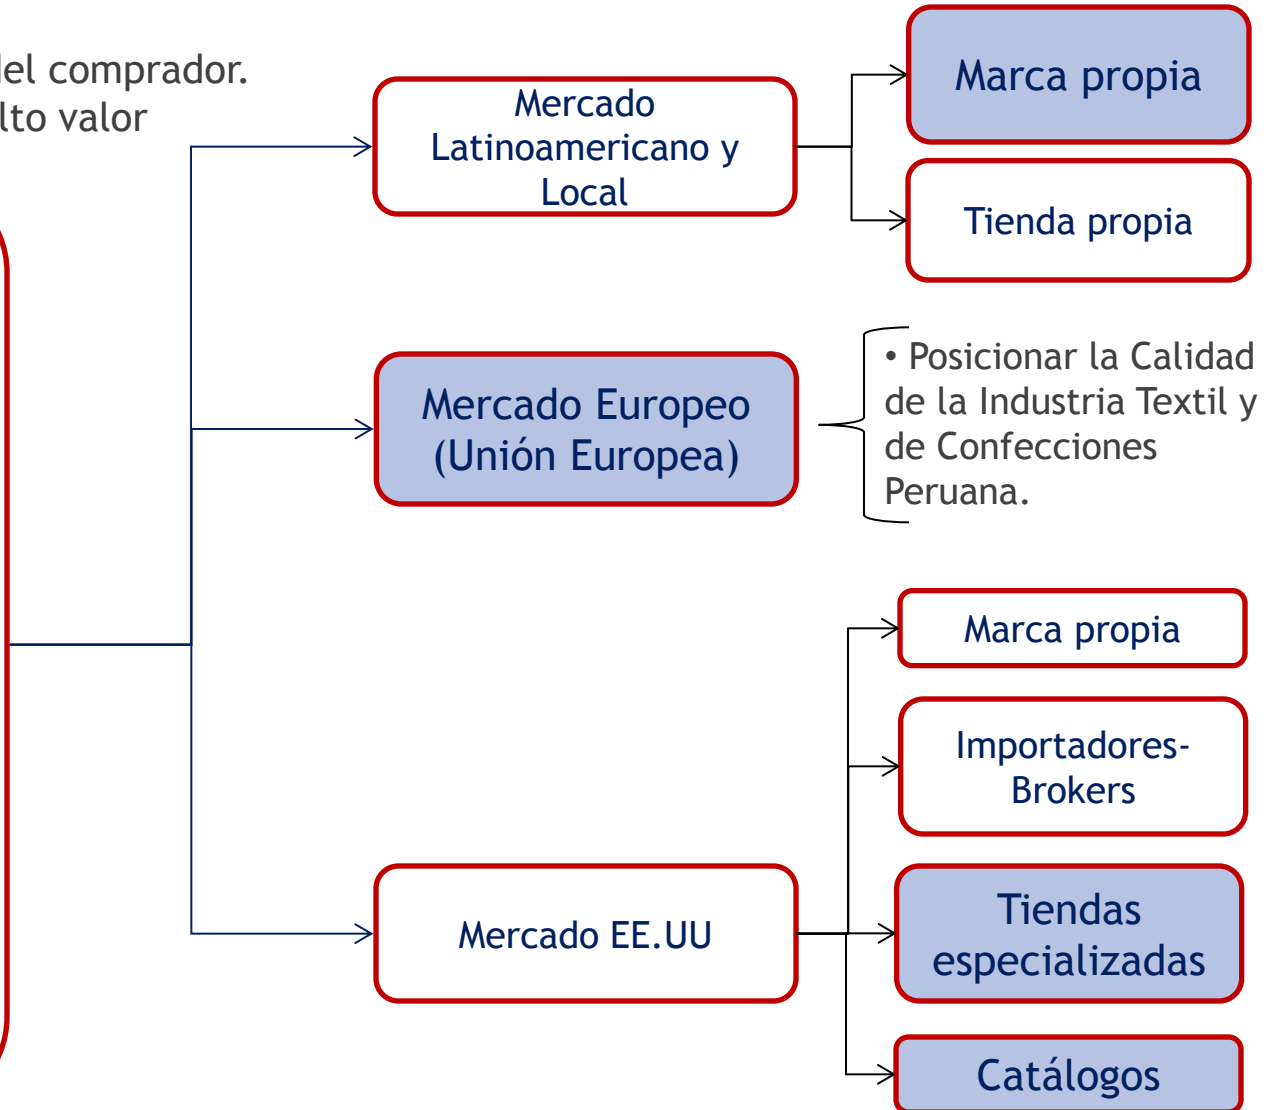 del comprador.
lto valor
Mercado
Latinoamericano y
Local
Marca propia
Tienda propia
Mercado Europeo
(Unión Europea)
• Posicionar la Calidad
de la Industria Textil y
de Confecciones
Peruana.
Mercado EE.UU
Marca propia
Importadores-
Brokers
Tiendas
especializadas
Catálogos